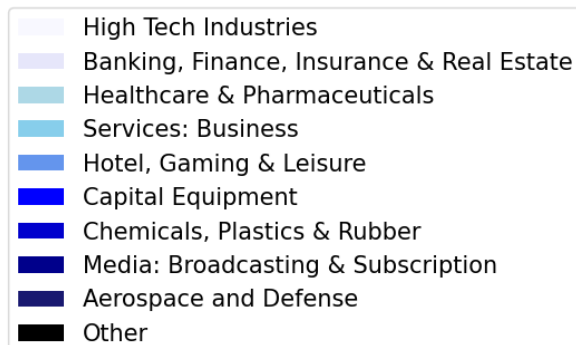 High Tech Industries
Banking, Finance, Insurance & Real Estate
Healthcare & Pharmaceuticals
Services: Business
Hotel, Gaming & Leisure
Capital Equipment
Chemicals, Plastics & Rubber
Media: Broadcasting & Subscription
Aerospace and Defense
Other